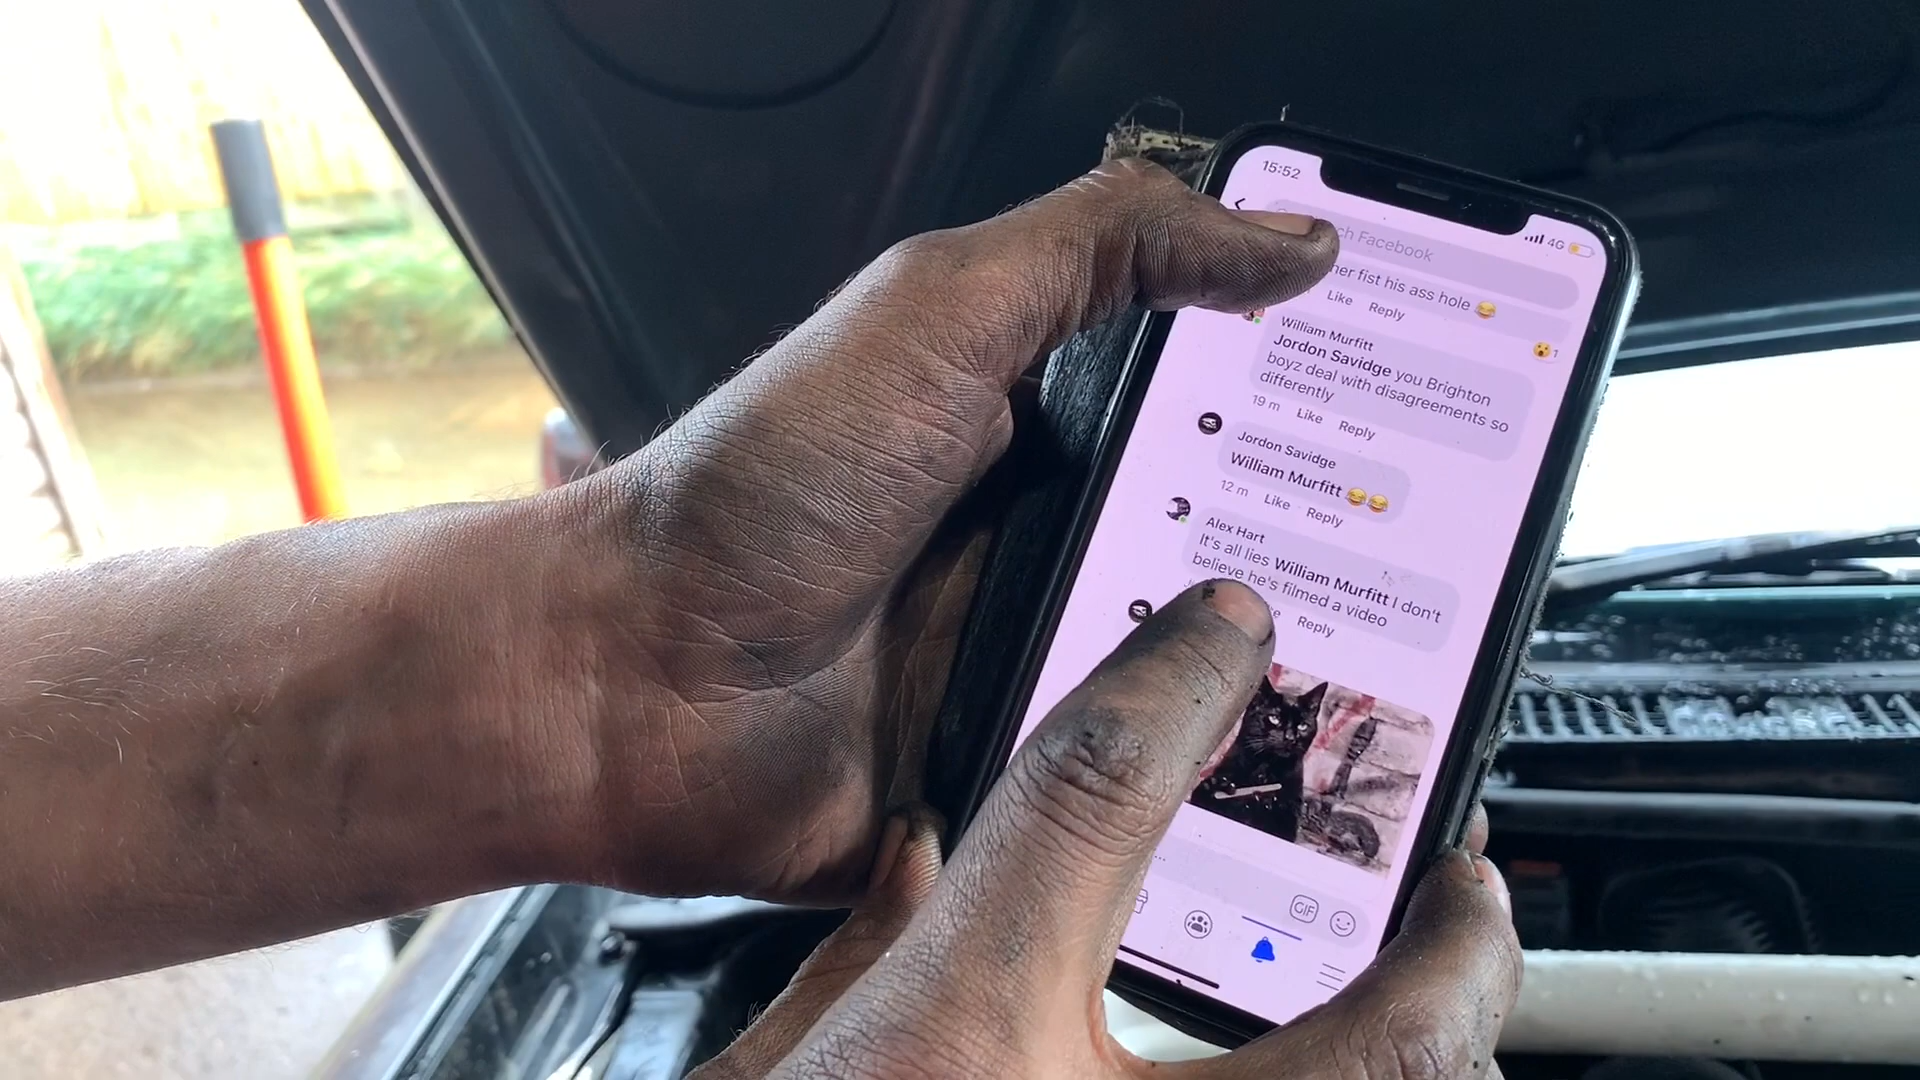 15:52
4G
ch Facebook
her fist his ass hole 😂
Like Reply
1
William Murfitt
Jordon Savidge you Brighton
boyz deal with disagreements so
differently
19 m Like Reply
Jordon Savidge
William Murfitt 😂😂
12 m Like Reply
Alex Hart
It's all lies William Murfitt I don't
believe he's filmed a video
Reply
GIF